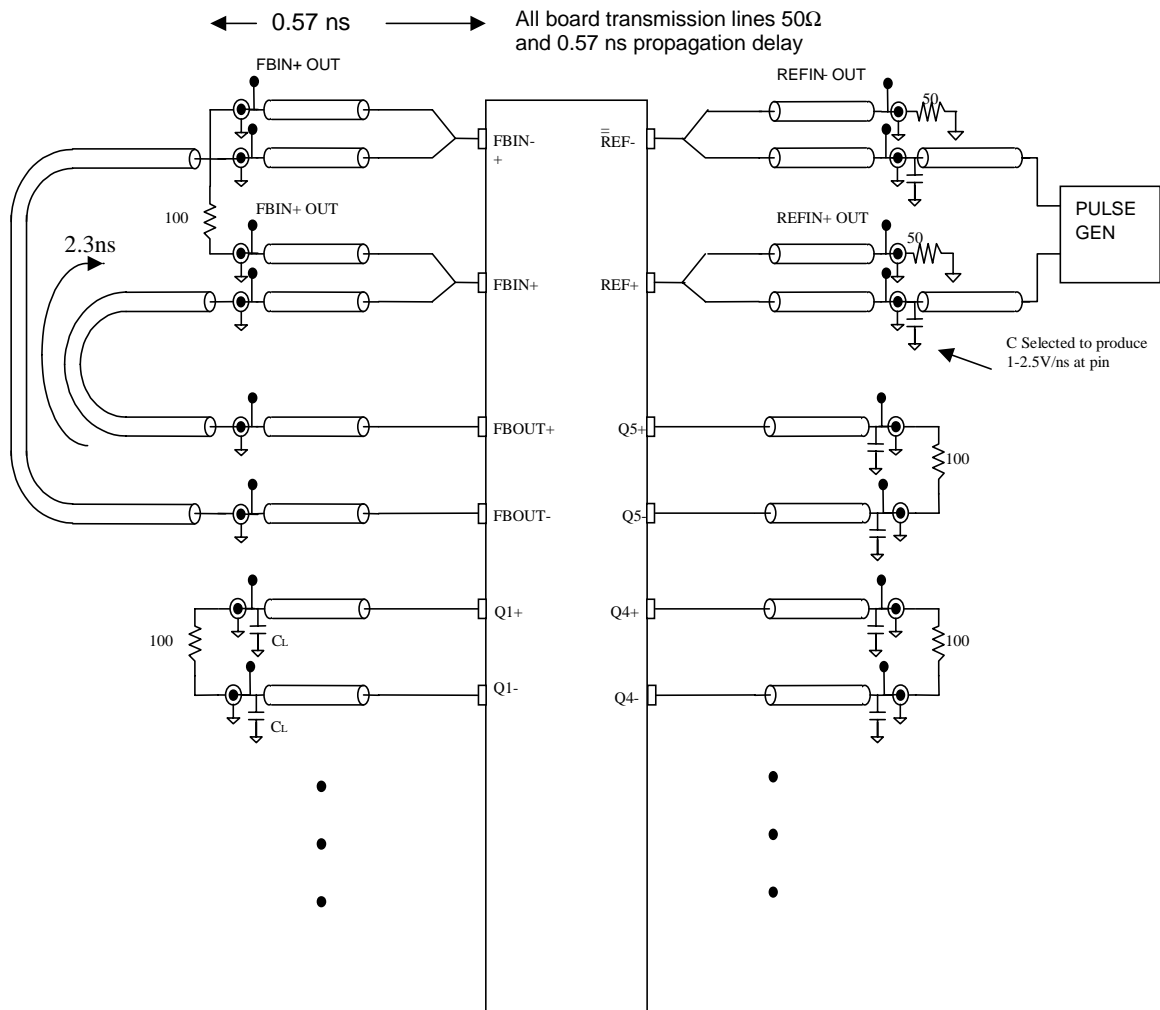 0.57 ns
All board transmission lines 50Ω
and 0.57 ns propagation delay
FBIN+ OUT
REFIN- OUT
50
FBIN-
+
REF-
100
FBIN+ OUT
REFIN+ OUT
50
PULSE
GEN
2.3ns
FBIN+
REF+
C Selected to produce
1-2.5V/ns at pin
FBOUT+
Q5+
100
FBOUT-
Q5-
Q1+
Q4+
100
CL
100
Q1-
Q4-
CL